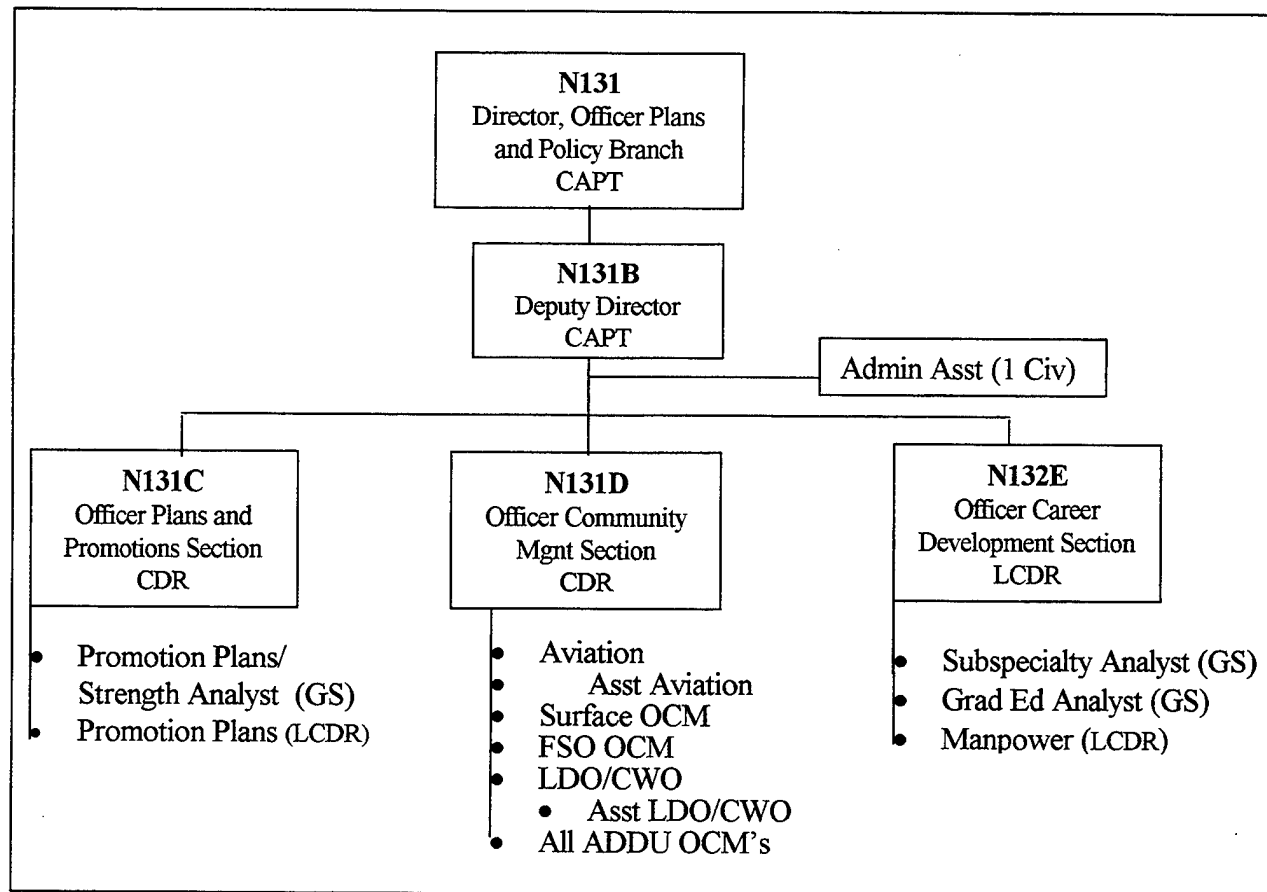 N131
Director, Officer Plans
and Policy Branch
CAPT
N131B
Deputy Director
CAPT
Admin Asst (1 Civ)
N131C
Officer Plans and
Promotions Section
CDR
N131D
Officer Community
Mgnt Section
CDR
N132E
Officer Career
Development Section
LCDR
• Promotion Plans/
Strength Analyst (GS)
• Promotion Plans (LCDR)
• Aviation
• Asst Aviation
• Surface OCM
• FSO OCM
• LDO/CWO
• Asst LDO/CWO
• All ADDU OCM's
• Subspecialty Analyst (GS)
• Grad Ed Analyst (GS)
• Manpower (LCDR)